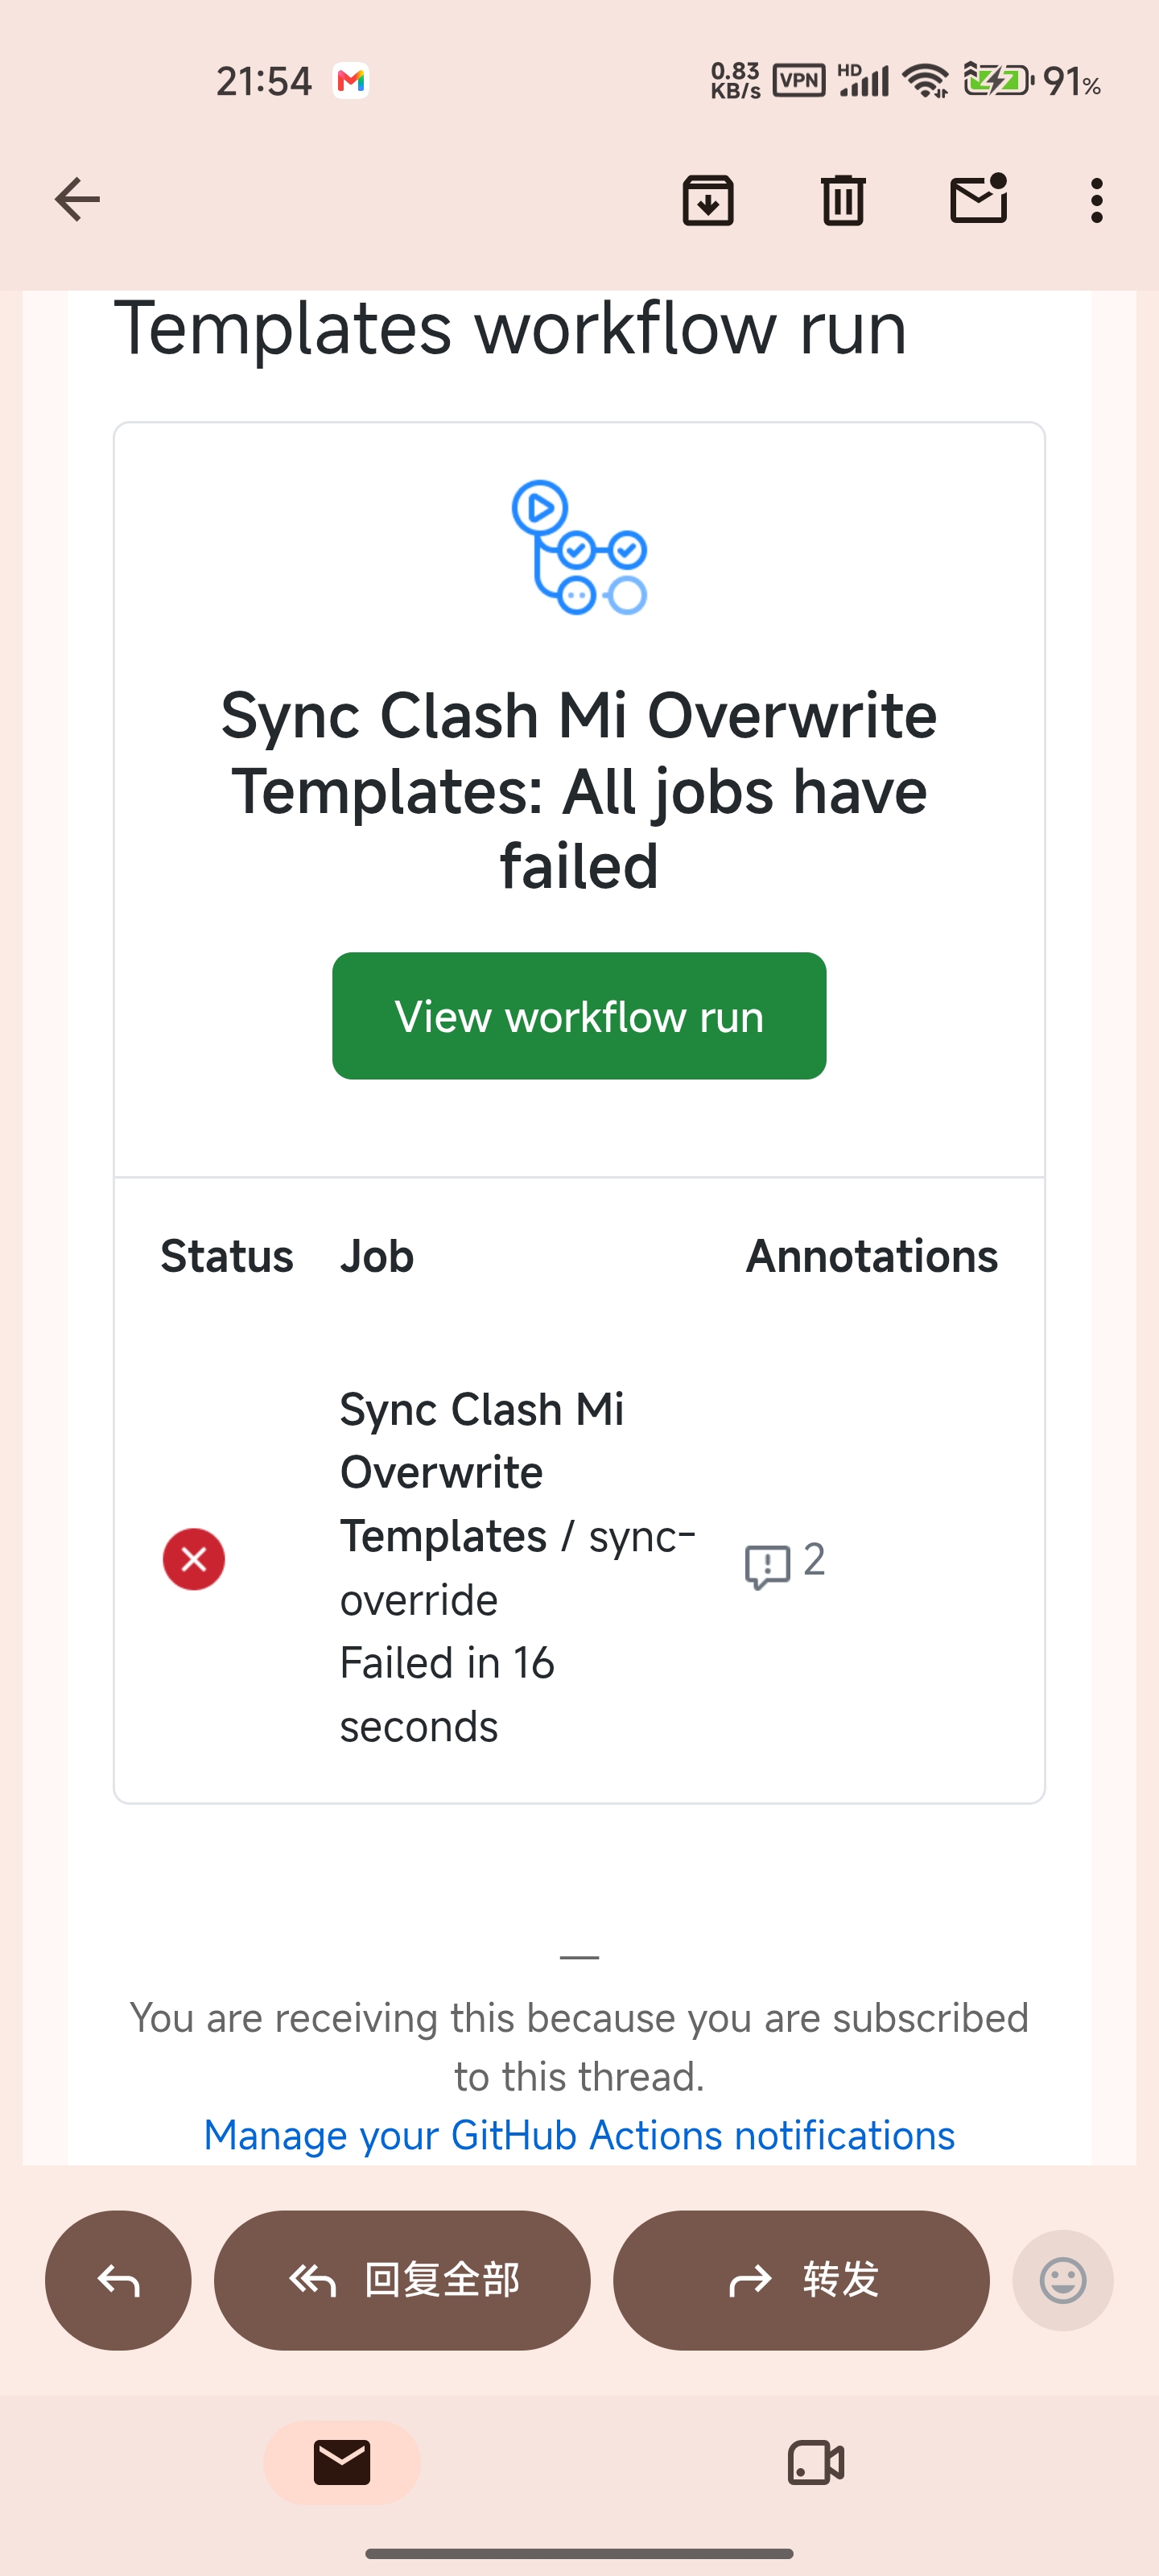 21:54
0.83
KB/s
VPN
HD
91%
Templates workflow run
Sync Clash Mi Overwrite
Templates: All jobs have
failed
View workflow run
Status Job Annotations
Sync Clash Mi
Overwrite
Templates / sync-
override
Failed in 16
seconds
2
—
You are receiving this because you are subscribed
to this thread.
Manage your GitHub Actions notifications
回复全部
转发